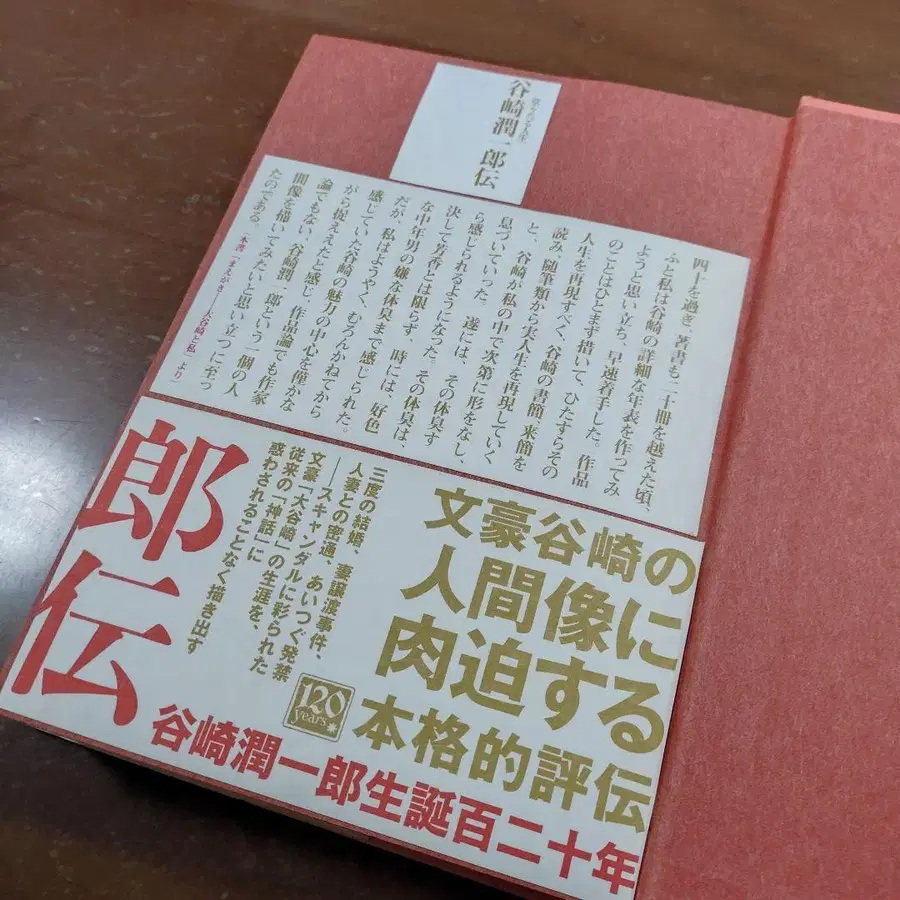 堂々たる人生
谷崎潤一郎伝
四十を過ぎ、著書も二十冊を越えた頃、
ふと私は谷崎の詳細な年表を作ってみ
ようと思い立ち、早速着手した。作品
のことはひとまず措いて、ひたすらその
人生を再現すべく、谷崎の書簡、来簡を
読み、随筆類から実人生を再現していく
と、谷崎が私の中で次第に形をなし、
息づいていった。遂には、その体臭す
ら感じられるようになった。その体臭は、
決して芳香とは限らず、時には、好色
な中年男の嫌な体臭まで感じられた。
だが、私はようやく、むろんかねてから
感じていた谷崎の魅力の中心を僅かな
がら捉ええたと感じ、作品論でも作家
論でもない、谷崎潤一郎という一個の人
間像を描いてみたいと思い立つに至っ
たのである。(本書「まえがき——大谷崎と私」より)
文豪谷崎の
人間像に
肉迫する
本格的評伝
三度の結婚、妻譲渡事件、
人妻との密通、あいつぐ発禁
——スキャンダルに彩られた
文豪「大谷崎」の生涯を、
従来の「神話」に
惑わされることなく描き出す
120
years
郎伝
谷崎潤一郎生誕百二十年